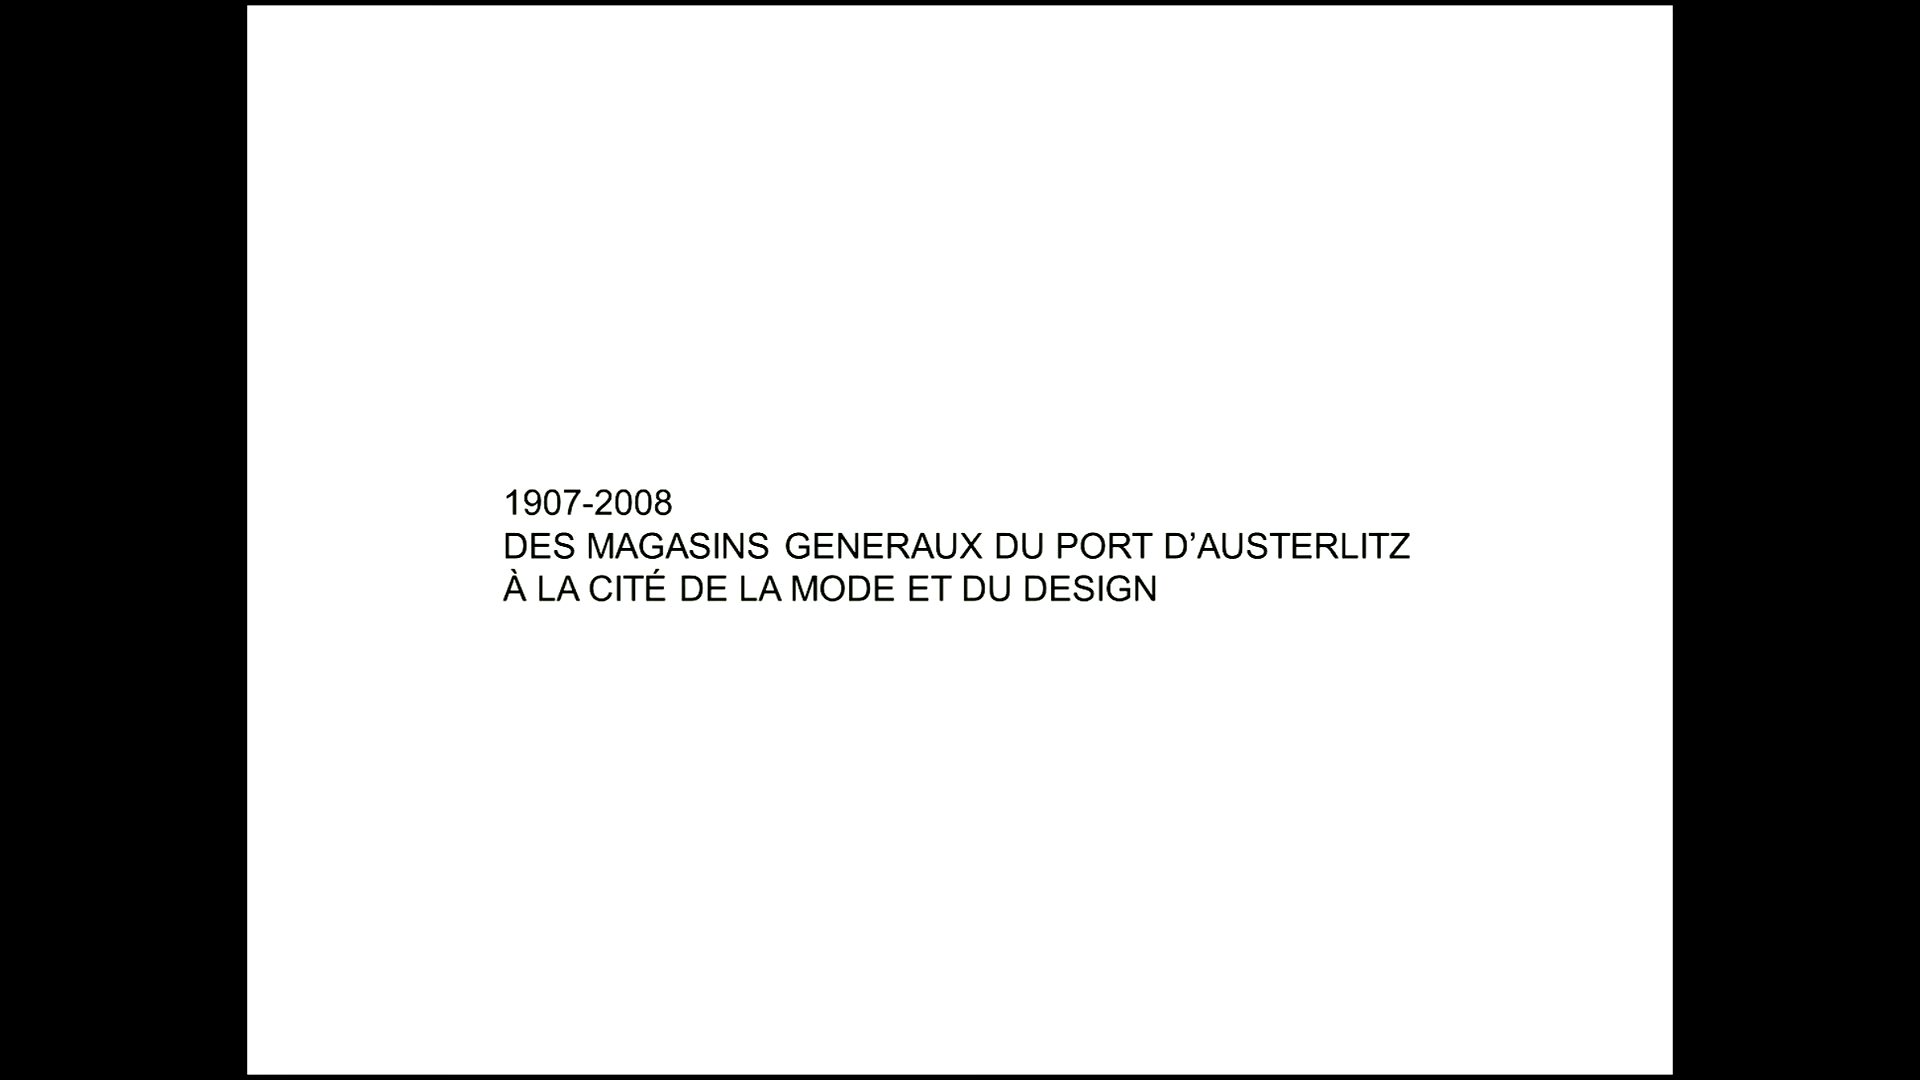 1907-2008
DES MAGASINS GENERAUX DU PORT D’AUSTERLITZ
À LA CITÉ DE LA MODE ET DU DESIGN